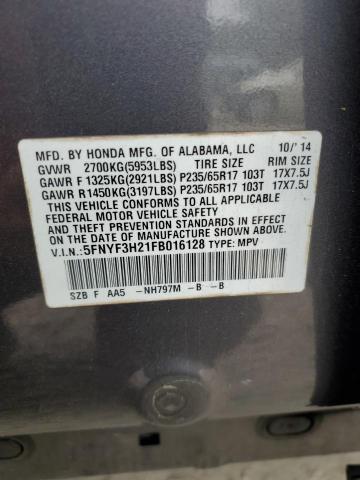 MFD. BY HONDA MFG. OF ALABAMA, LLC 10/'14
GVWR 2700KG(5953LBS) TIRE SIZE RIM SIZE
GAWR F 1325KG(2921LBS) P235/65R17 103T 17X7.5J
GAWR R 1450KG(3197LBS) P235/65R17 103T 17X7.5J
THIS VEHICLE CONFORMS TO ALL APPLICABLE
FEDERAL MOTOR VEHICLE SAFETY STANDARDS IN
EFFECT ON THE DATE OF MANUFACTURE SHOWN ABOVE.
V.I.N.: 5FNYF3H21FB016128 TYPE: MPV
SZB F AA5 -NH797M -B -B